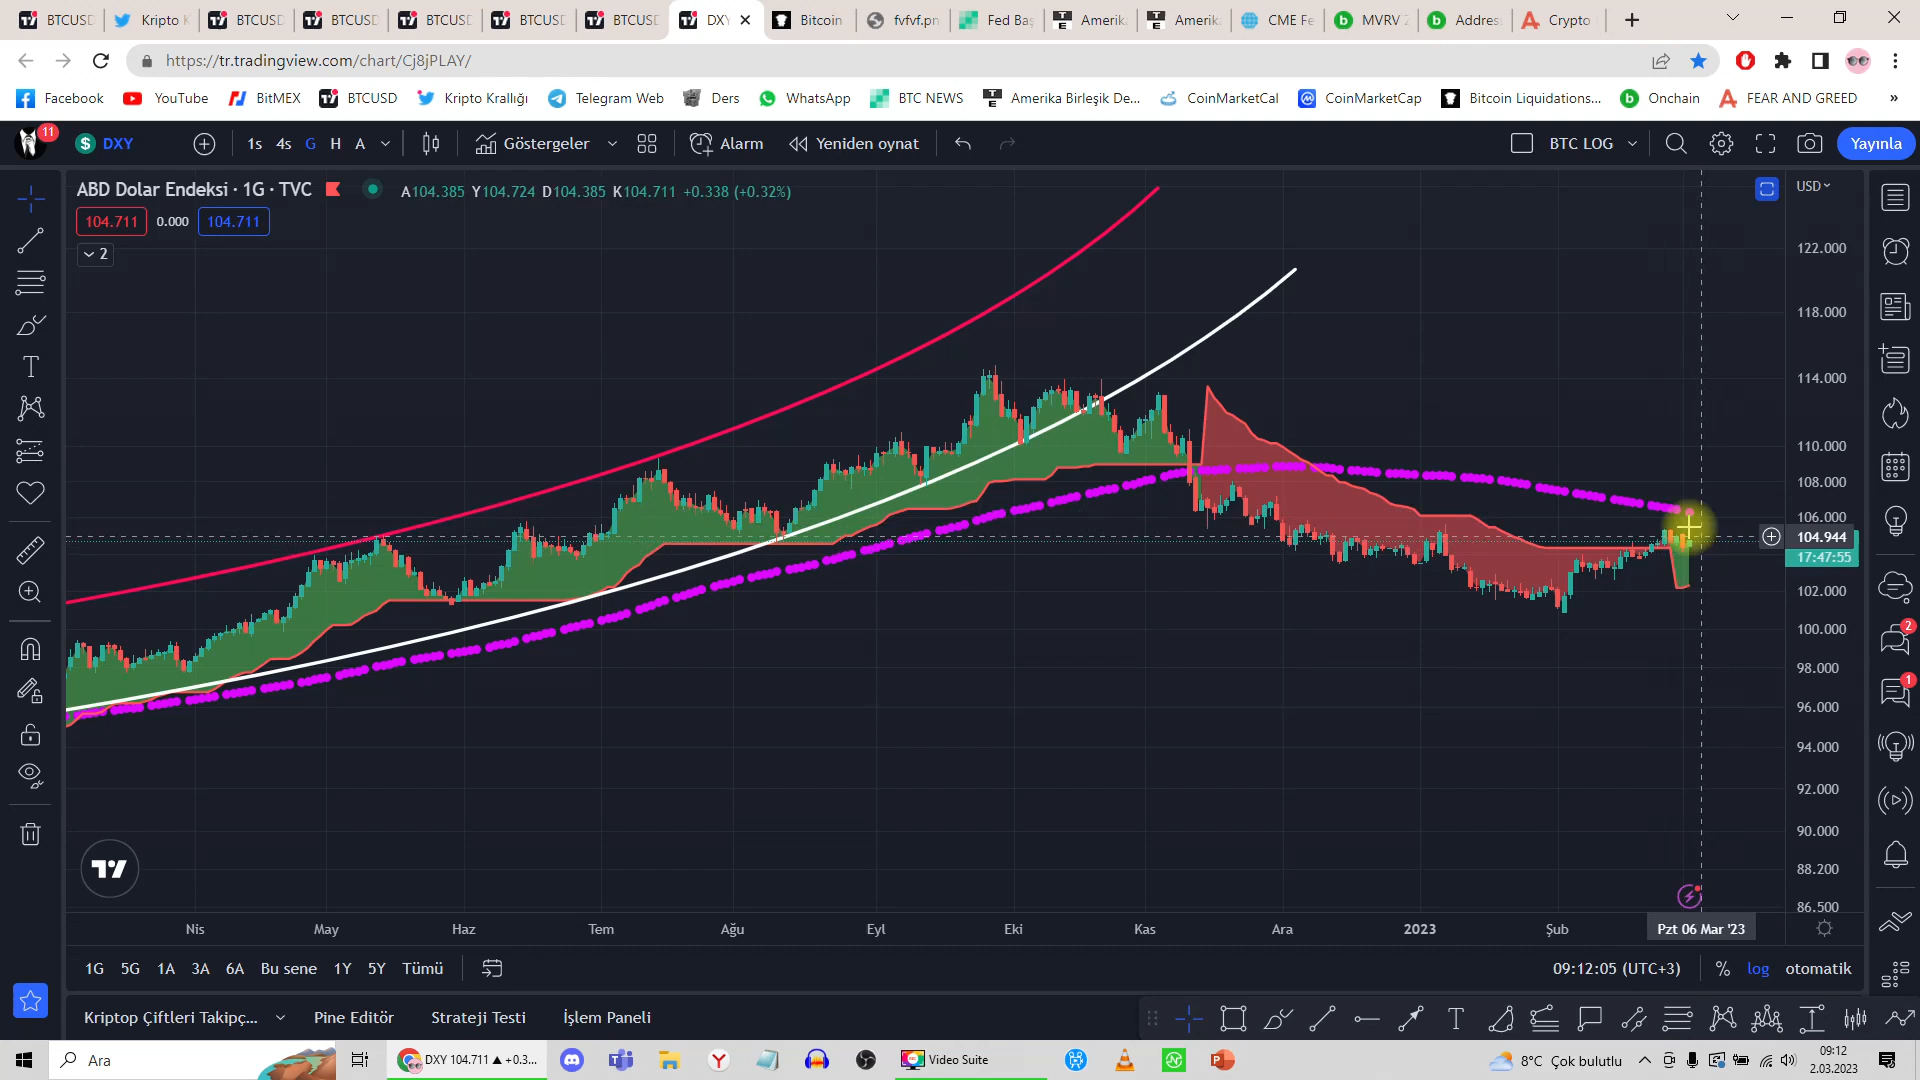 BTCUSD
Kripto K
BTCUSD
BTCUSD
BTCUSD
BTCUSD
BTCUSD
DXY
Bitcoin
fvfvf.pn
Fed Baş
Amerika
Amerika
CME Fe
MVRV Z
Address
Crypto
https://tr.tradingview.com/chart/Cj8jPLAY/
Facebook
YouTube
BitMEX
BTCUSD
Kripto Krallığı
Telegram Web
Ders
WhatsApp
BTC NEWS
Amerika Birleşik De...
CoinMarketCal
CoinMarketCap
Bitcoin Liquidations...
Onchain
FEAR AND GREED
»
11
DXY
1s 4s G H A
Göstergeler
Alarm
Yeniden oynat
BTC LOG
Yayınla
ABD Dolar Endeksi · 1G · TVC
A104.385 Y104.724 D104.385 K104.711 +0.338 (+0.32%)
USD
104.711 0.000 104.711
2
122.000
118.000
114.000
110.000
108.000
106.000
104.944
17:47:55
102.000
100.000
98.000
96.000
94.000
92.000
90.000
88.200
86.500
2
1
Nis May Haz Tem Ağu Eyl Eki Kas Ara 2023 Şub Pzt 06 Mar '23
1G 5G 1A 3A 6A Bu sene 1Y 5Y Tümü
09:12:05 (UTC+3) % log otomatik
Kriptop Çiftleri Takipç...
Pine Editör
Strateji Testi
İşlem Paneli
Ara
DXY 104.711 ▲ +0.3...
Video Suite
8°C Çok bulutlu
09:12
2.03.2023